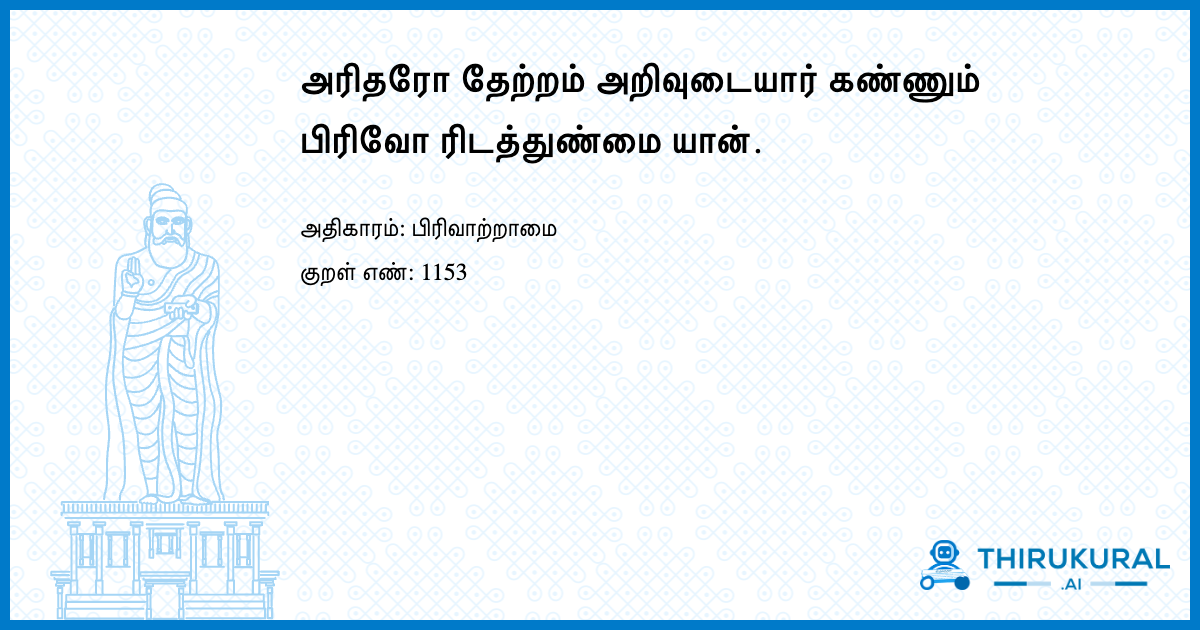 அரிதரோ தேற்றம் அறிவுடையார் கண்ணும்
பிரிவோ ரிடத்துண்மை யான்.
அதிகாரம்: பிரிவாற்றாமை
குறள் எண்: 1153
THIRUKURAL
.AI